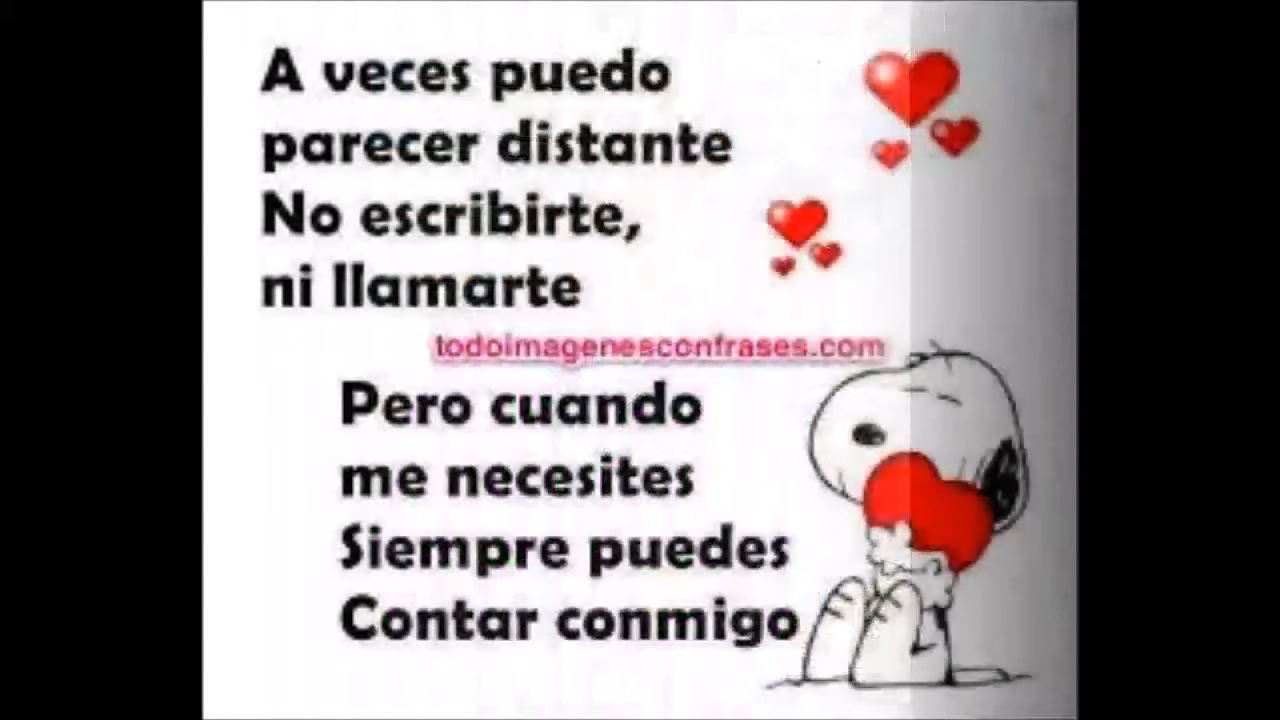 A veces puedo
parecer distante
No escribirte,
ni llamarte
todoimagenesconfrases.com
Pero cuando
me necesites
Siempre puedes
Contar conmigo